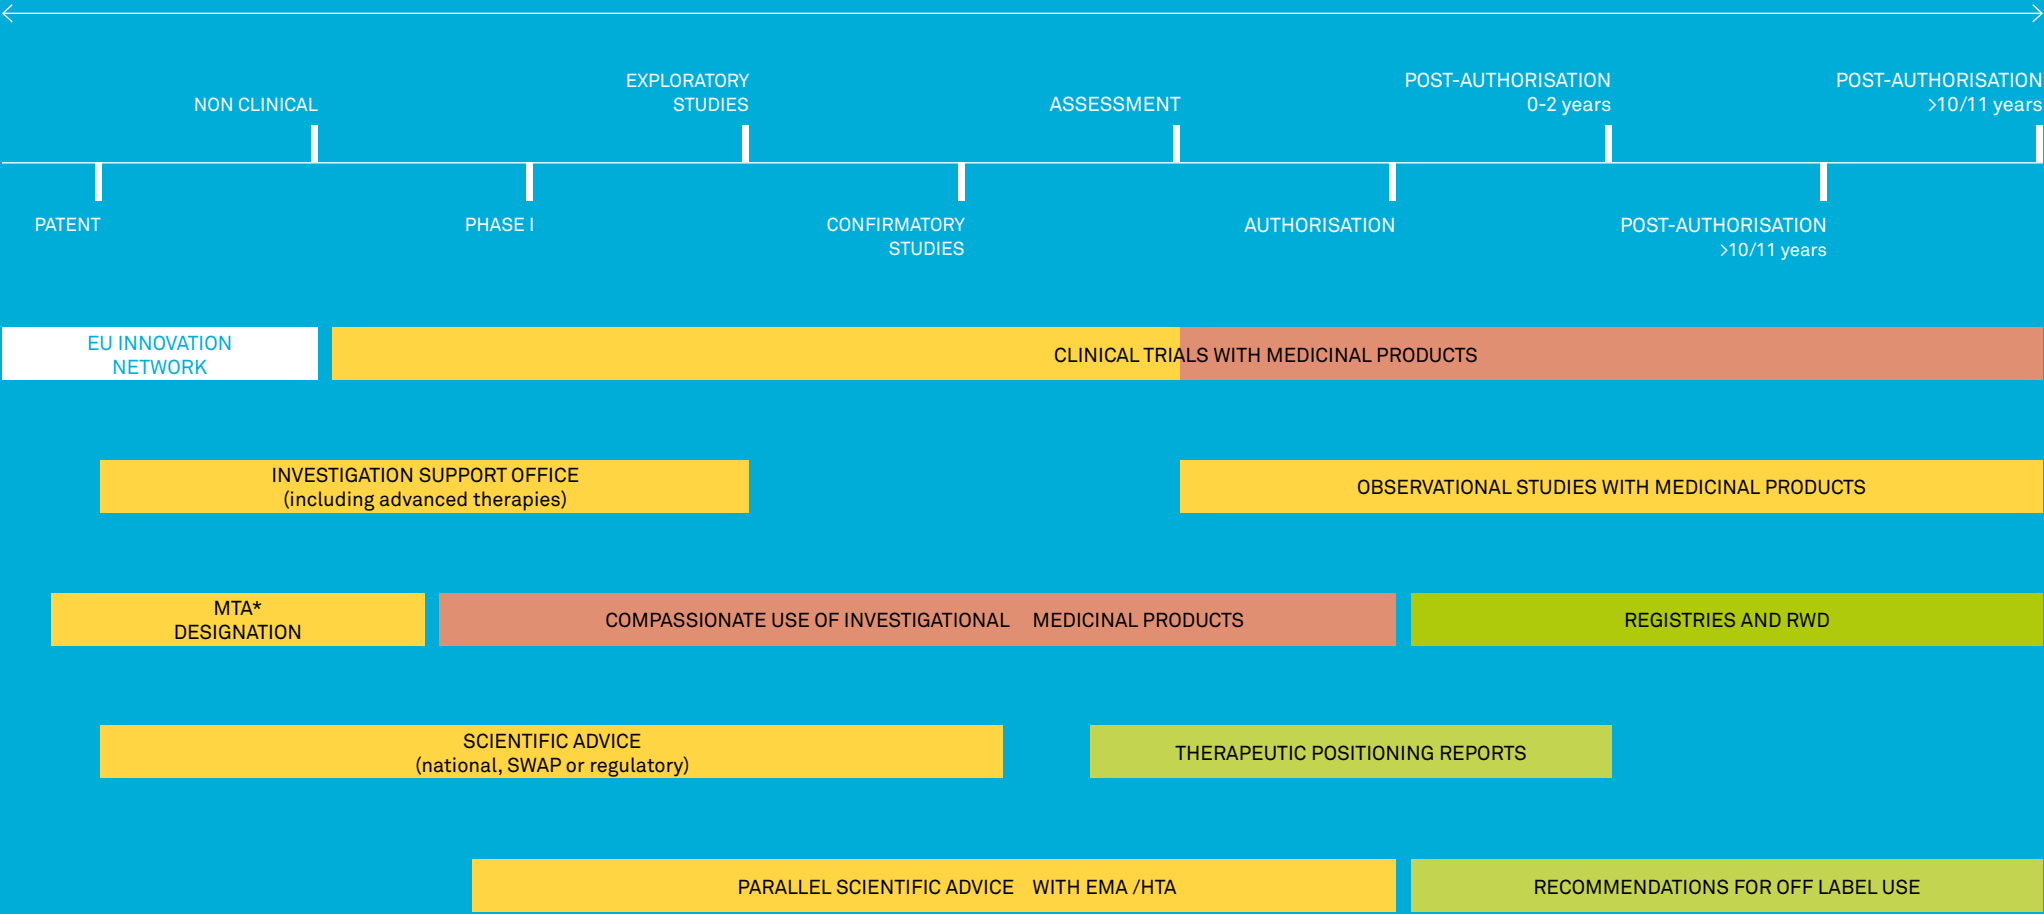 EXPLORATORY
STUDIES
POST-AUTHORISATION
0-2 years
POST-AUTHORISATION
>10/11 years
NON CLINICAL
ASSESSMENT
PATENT
PHASE I
CONFIRMATORY
STUDIES
AUTHORISATION
POST-AUTHORISATION
>10/11 years
EU INNOVATION
NETWORK
CLINICAL TRIALS WITH MEDICINAL PRODUCTS
INVESTIGATION SUPPORT OFFICE
(including advanced therapies)
OBSERVATIONAL STUDIES WITH MEDICINAL PRODUCTS
MTA*
DESIGNATION
COMPASSIONATE USE OF INVESTIGATIONAL MEDICINAL PRODUCTS
REGISTRIES AND RWD
SCIENTIFIC ADVICE
(national, SWAP or regulatory)
THERAPEUTIC POSITIONING REPORTS
PARALLEL SCIENTIFIC ADVICE WITH EMA /HTA
RECOMMENDATIONS FOR OFF LABEL USE